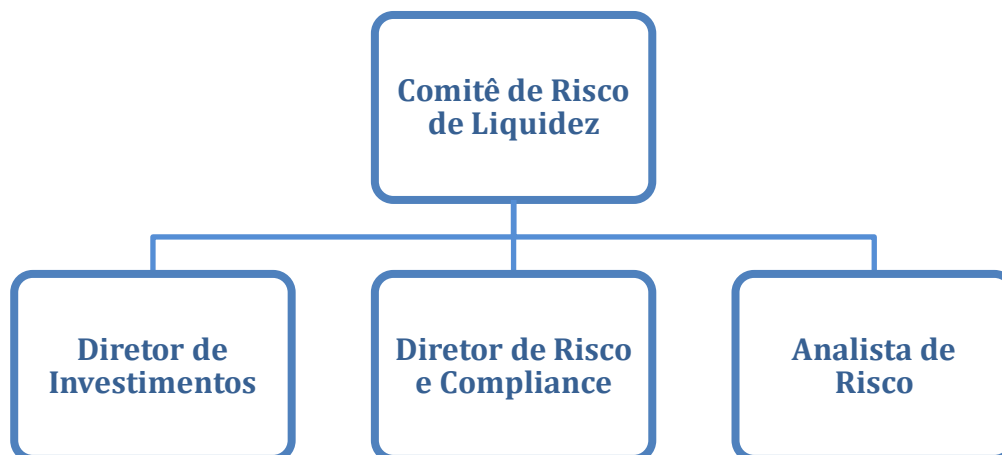 Comitê de Risco
de Liquidez
Diretor de
Investimentos
Diretor de Risco
e Compliance
Analista de
Risco